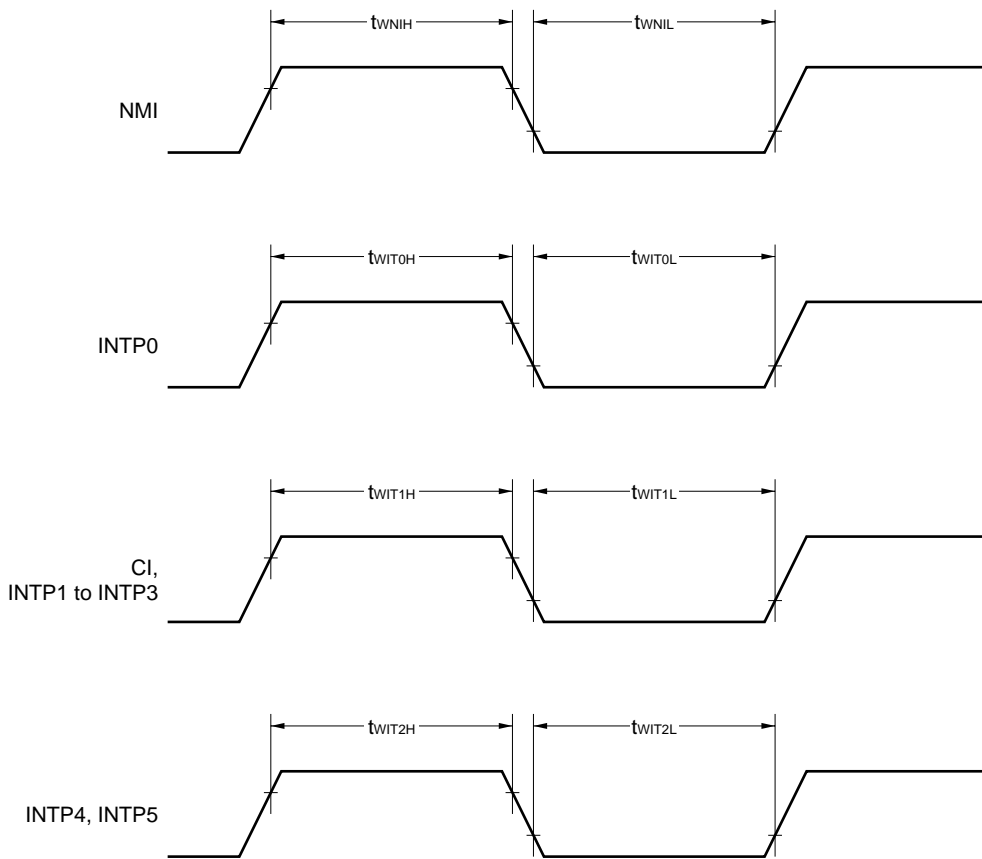 tWNIH tWNIL
NMI
tWIT0H tWIT0L
INTP0
tWIT1H tWIT1L
CI,
INTP1 to INTP3
tWIT2H tWIT2L
INTP4, INTP5